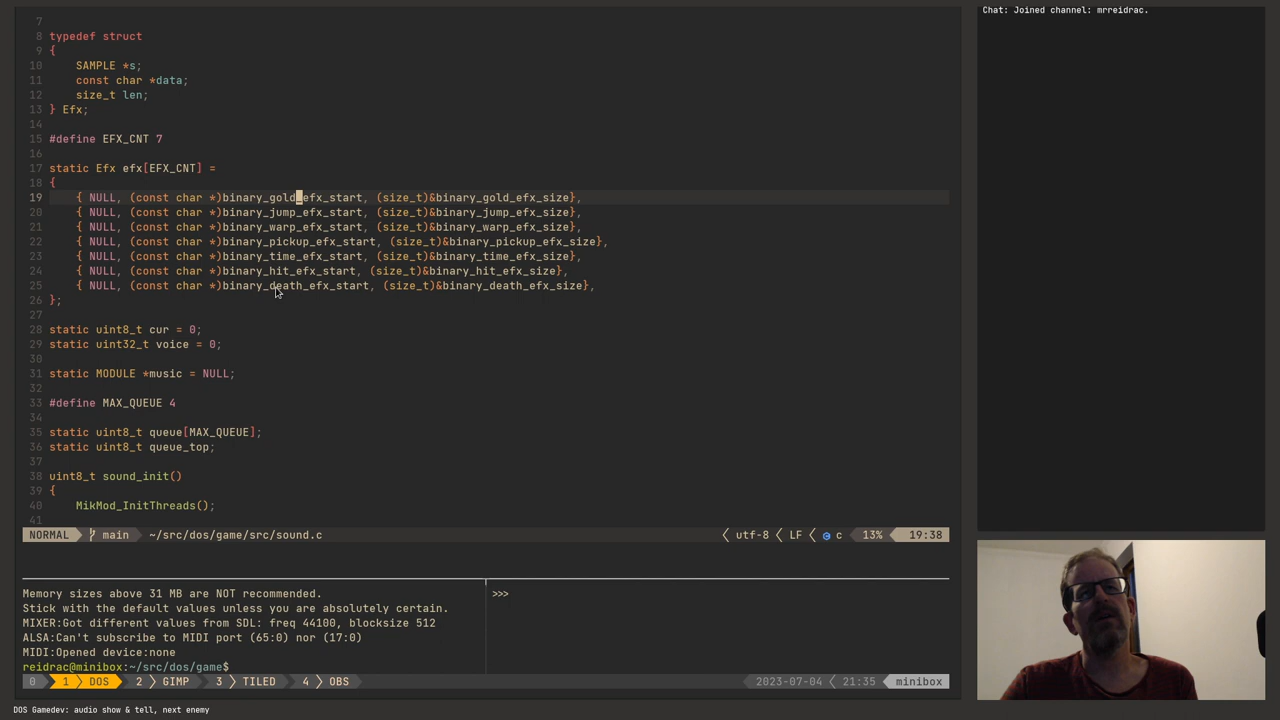 Chat: Joined channel: mrreidrac.
7
8 typedef struct
9 {
10     SAMPLE *s;
11     const char *data;
12     size_t len;
13 } Efx;
14
15 #define EFX_CNT 7
16
17 static Efx efx[EFX_CNT] =
18 {
19     { NULL, (const char *)binary_gold_efx_start, (size_t)&binary_gold_efx_size},
20     { NULL, (const char *)binary_jump_efx_start, (size_t)&binary_jump_efx_size},
21     { NULL, (const char *)binary_warp_efx_start, (size_t)&binary_warp_efx_size},
22     { NULL, (const char *)binary_pickup_efx_start, (size_t)&binary_pickup_efx_size},
23     { NULL, (const char *)binary_time_efx_start, (size_t)&binary_time_efx_size},
24     { NULL, (const char *)binary_hit_efx_start, (size_t)&binary_hit_efx_size},
25     { NULL, (const char *)binary_death_efx_start, (size_t)&binary_death_efx_size},
26 };
27
28 static uint8_t cur = 0;
29 static uint32_t voice = 0;
30
31 static MODULE *music = NULL;
32
33 #define MAX_QUEUE 4
34
35 static uint8_t queue[MAX_QUEUE];
36 static uint8_t queue_top;
37
38 uint8_t sound_init()
39 {
40     MikMod_InitThreads();
41
NORMAL main ~/src/dos/game/src/sound.c utf-8 LF c 13% 19:38
Memory sizes above 31 MB are NOT recommended.
Stick with the default values unless you are absolutely certain.
MIXER:Got different values from SDL: freq 44100, blocksize 512
ALSA:Can't subscribe to MIDI port (65:0) nor (17:0)
MIDI:Opened device:none
reidrac@minibox:~/src/dos/game$
>>>
0 1 DOS 2 GIMP 3 TILED 4 OBS 2023-07-04 21:35 minibox
DOS Gamedev: audio show & tell, next enemy